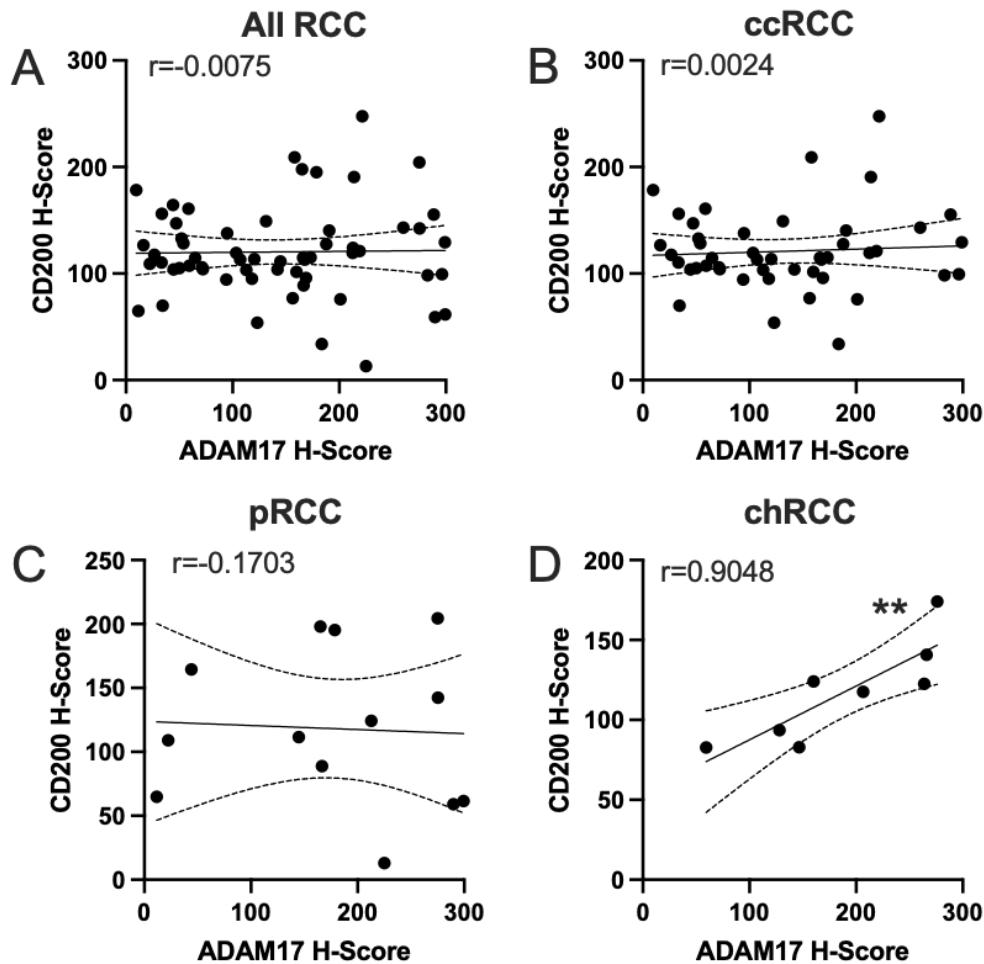 All RCC
A
r=-0.0075
300
200
100
0
CD200 H-Score
0 100 200 300
ADAM17 H-Score
ccRCC
B
r=0.0024
300
200
100
0
CD200 H-Score
0 100 200 300
ADAM17 H-Score
pRCC
C
r=-0.1703
250
200
150
100
50
0
CD200 H-Score
0 100 200 300
ADAM17 H-Score
chRCC
D
r=0.9048
**
200
150
100
50
0
CD200 H-Score
0 100 200 300
ADAM17 H-Score